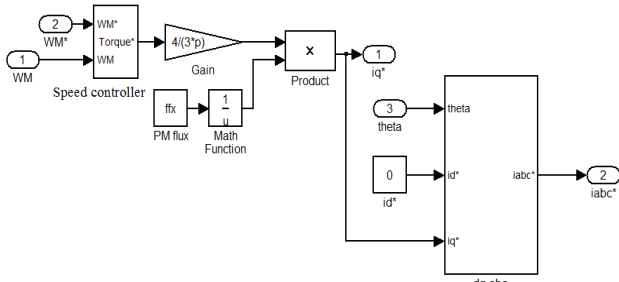 2
WM*
1
WM
WM*
Torque*
WM
Speed controller
4/(3*p)
Gain
ffx
PM flux
1
u
Math
Function
x
Product
1
iq*
3
theta
0
id*
theta
id*
iq*
iabc*
2
iabc*